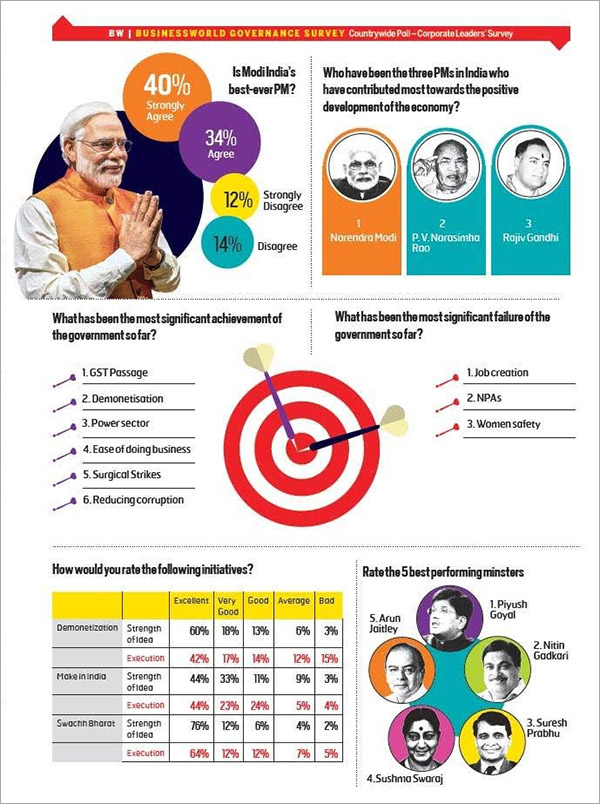 BW | BUSINESSWORLD GOVERNANCE SURVEY Countrywide Poll – Corporate Leaders' Survey
Is Modi India's
best-ever PM?
40%
Strongly
Agree
34%
Agree
12%
Strongly
Disagree
14%
Disagree
Who have been the three PMs in India who
have contributed most towards the positive
development of the economy?
1
Narendra Modi
2
P. V. Narasimha
Rao
3
Rajiv Gandhi
What has been the most significant achievement of
the government so far?
1. GST Passage
2. Demonetisation
3. Power sector
4. Ease of doing business
5. Surgical Strikes
6. Reducing corruption
What has been the most significant failure of the
government so far?
1. Job creation
2. NPAs
3. Women safety
How would you rate the following initiatives?
Excellent Very Good Good Average Bad
Demonetization Strength of Idea 60% 18% 13% 6% 3%
Execution 42% 17% 14% 12% 15%
Make in India Strength of Idea 44% 33% 11% 9% 3%
Execution 44% 23% 24% 5% 4%
Swachh Bharat Strength of Idea 76% 12% 6% 4% 2%
Execution 64% 12% 12% 7% 5%
Rate the 5 best performing minsters
1. Piyush
Goyal
2. Nitin
Gadkari
3. Suresh
Prabhu
4. Sushma Swaraj
5. Arun
Jaitley